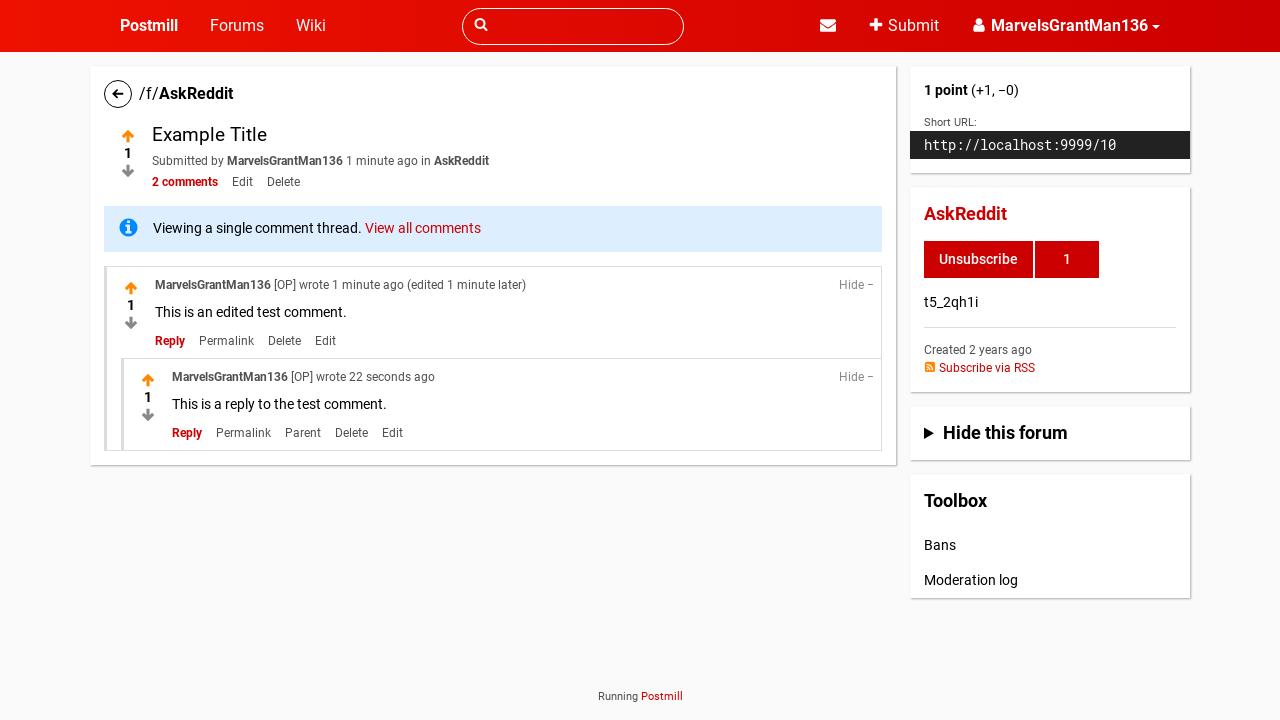 Postmill Forums Wiki Submit MarvelsGrantMan136
/f/AskReddit
1
Example Title
Submitted by MarvelsGrantMan136 1 minute ago in AskReddit
2 comments Edit Delete
Viewing a single comment thread. View all comments
1
MarvelsGrantMan136 [OP] wrote 1 minute ago (edited 1 minute later) Hide −
This is an edited test comment.
Reply Permalink Delete Edit
1
MarvelsGrantMan136 [OP] wrote 22 seconds ago Hide −
This is a reply to the test comment.
Reply Permalink Parent Delete Edit
1 point (+1, −0)
Short URL:
http://localhost:9999/10
AskReddit
Unsubscribe 1
t5_2qh1i
Created 2 years ago
Subscribe via RSS
Hide this forum
Toolbox
Bans
Moderation log
Running Postmill